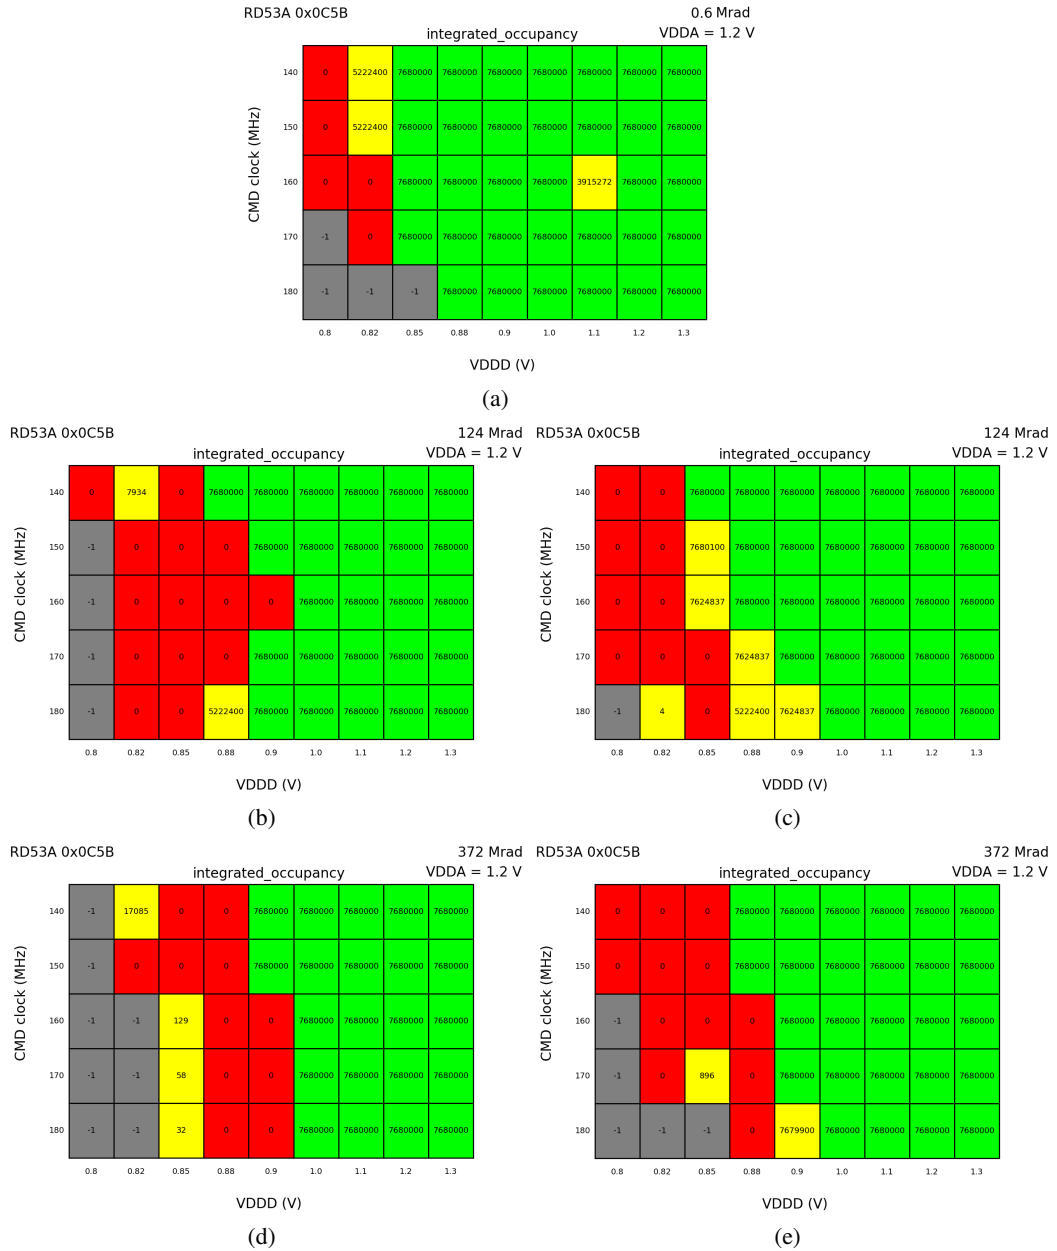 RD53A 0x0C5B 0.6 Mrad
integrated_occupancy VDDA = 1.2 V
CMD clock (MHz)
140 0 5222400 7680000 7680000 7680000 7680000 7680000 7680000 7680000
150 0 5222400 7680000 7680000 7680000 7680000 7680000 7680000 7680000
160 0 0 7680000 7680000 7680000 7680000 3915272 7680000 7680000
170 -1 0 7680000 7680000 7680000 7680000 7680000 7680000 7680000
180 -1 -1 -1 7680000 7680000 7680000 7680000 7680000 7680000
0.8 0.82 0.85 0.88 0.9 1.0 1.1 1.2 1.3
VDDD (V)
(a)
RD53A 0x0C5B 124 Mrad
integrated_occupancy VDDA = 1.2 V
CMD clock (MHz)
140 0 7934 0 7680000 7680000 7680000 7680000 7680000 7680000
150 -1 0 0 0 7680000 7680000 7680000 7680000 7680000
160 -1 0 0 0 0 7680000 7680000 7680000 7680000
170 -1 0 0 0 7680000 7680000 7680000 7680000 7680000
180 -1 0 0 5222400 7680000 7680000 7680000 7680000 7680000
0.8 0.82 0.85 0.88 0.9 1.0 1.1 1.2 1.3
VDDD (V)
(b)
RD53A 0x0C5B 124 Mrad
integrated_occupancy VDDA = 1.2 V
CMD clock (MHz)
140 0 0 7680000 7680000 7680000 7680000 7680000 7680000 7680000
150 0 0 7680100 7680000 7680000 7680000 7680000 7680000 7680000
160 0 0 7624837 7680000 7680000 7680000 7680000 7680000 7680000
170 0 0 0 7624837 7680000 7680000 7680000 7680000 7680000
180 -1 4 0 5222400 7624837 7680000 7680000 7680000 7680000
0.8 0.82 0.85 0.88 0.9 1.0 1.1 1.2 1.3
VDDD (V)
(c)
RD53A 0x0C5B 372 Mrad
integrated_occupancy VDDA = 1.2 V
CMD clock (MHz)
140 -1 17085 0 0 7680000 7680000 7680000 7680000 7680000
150 -1 0 0 0 7680000 7680000 7680000 7680000 7680000
160 -1 -1 129 0 0 7680000 7680000 7680000 7680000
170 -1 -1 58 0 0 7680000 7680000 7680000 7680000
180 -1 -1 32 0 0 7680000 7680000 7680000 7680000
0.8 0.82 0.85 0.88 0.9 1.0 1.1 1.2 1.3
VDDD (V)
(d)
RD53A 0x0C5B 372 Mrad
integrated_occupancy VDDA = 1.2 V
CMD clock (MHz)
140 0 0 0 7680000 7680000 7680000 7680000 7680000 7680000
150 0 0 0 7680000 7680000 7680000 7680000 7680000 7680000
160 -1 0 0 0 7680000 7680000 7680000 7680000 7680000
170 -1 0 896 0 7680000 7680000 7680000 7680000 7680000
180 -1 -1 -1 0 7679900 7680000 7680000 7680000 7680000
0.8 0.82 0.85 0.88 0.9 1.0 1.1 1.2 1.3
VDDD (V)
(e)